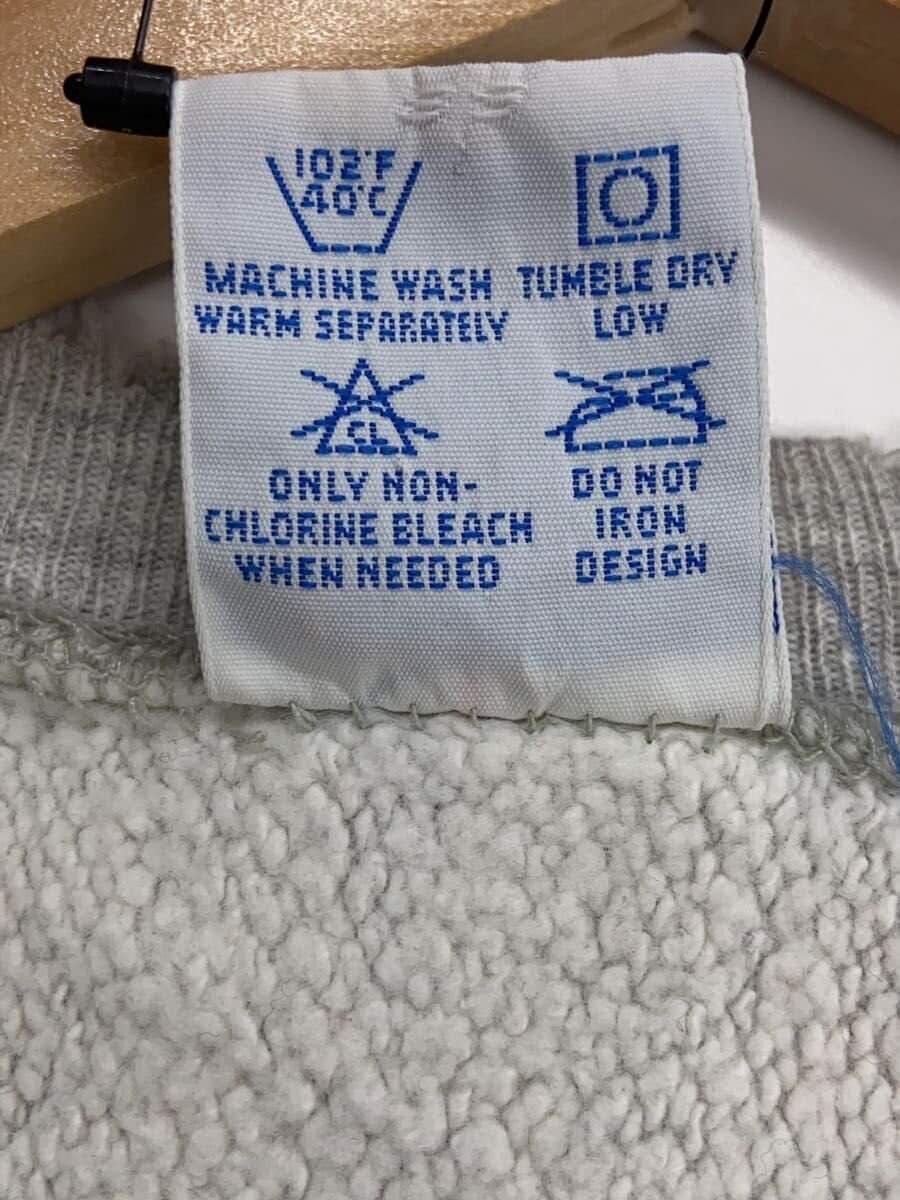 102°F
40°C
MACHINE WASH
WARM SEPARATELY
TUMBLE DRY
LOW
CL
ONLY NON-
CHLORINE BLEACH
WHEN NEEDED
DO NOT
IRON
DESIGN